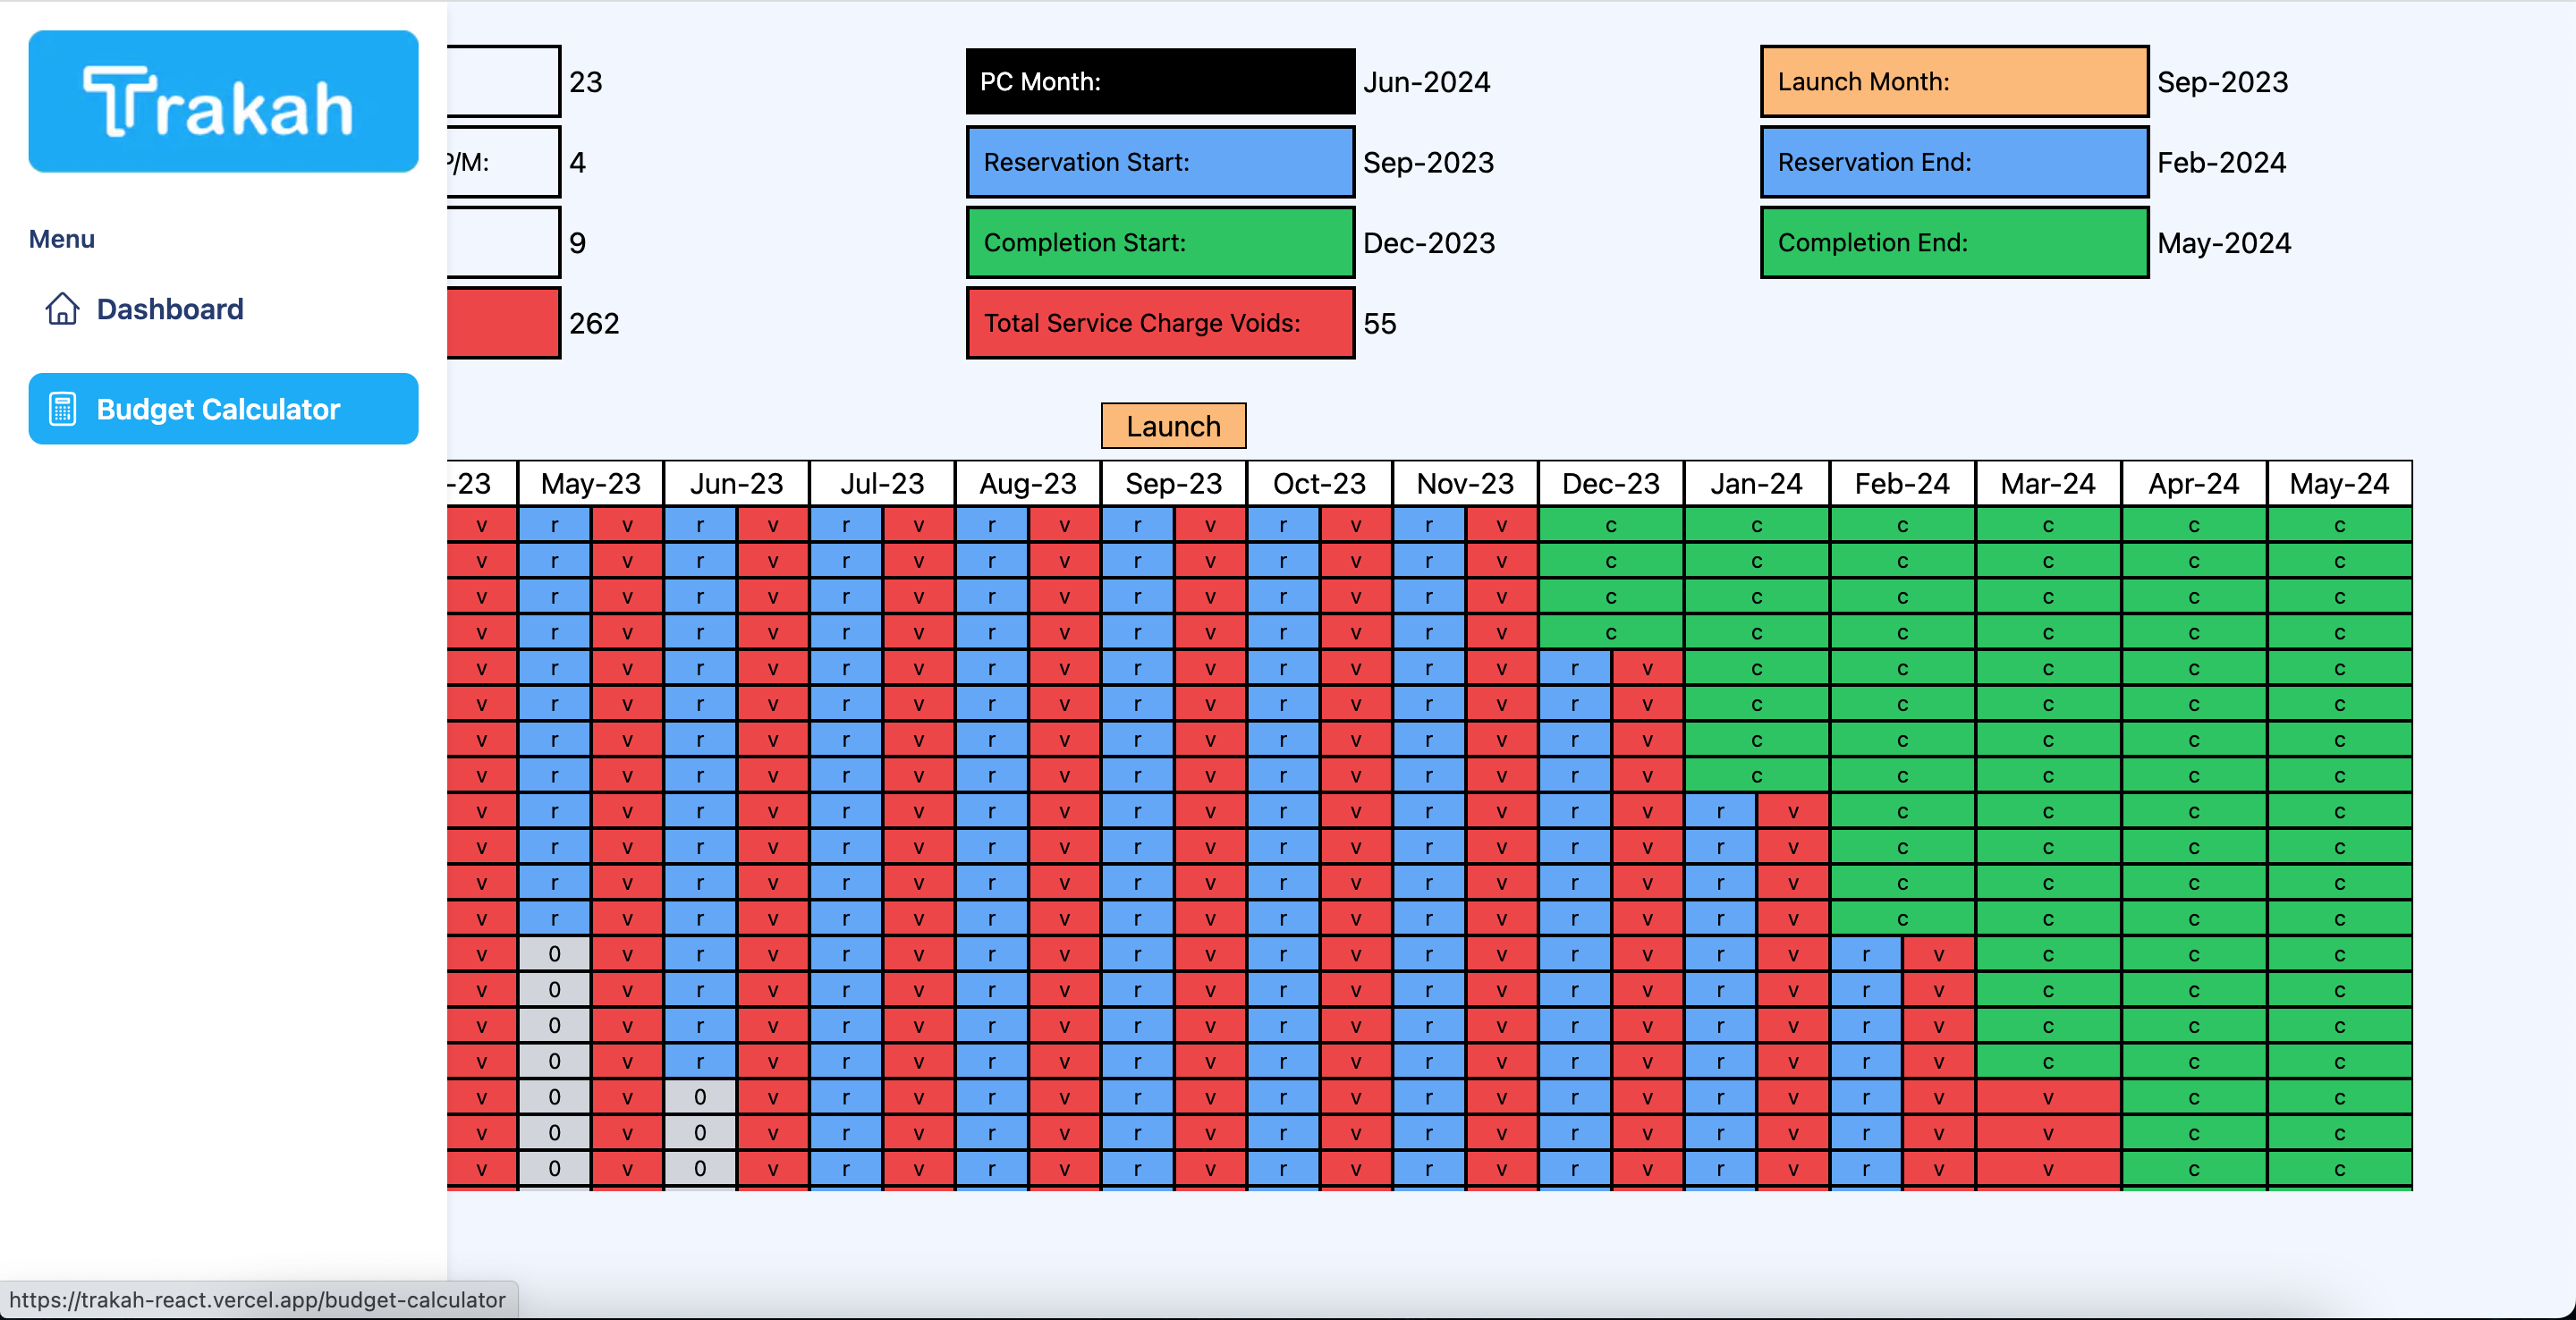 Trakah
Menu
Dashboard
Budget Calculator
23
PC Month: Jun-2024 Launch Month: Sep-2023
P/M: 4 Reservation Start: Sep-2023 Reservation End: Feb-2024
9 Completion Start: Dec-2023 Completion End: May-2024
262 Total Service Charge Voids: 55
Launch
-23 May-23 Jun-23 Jul-23 Aug-23 Sep-23 Oct-23 Nov-23 Dec-23 Jan-24 Feb-24 Mar-24 Apr-24 May-24
v r v r v r v r v r v r v r v c c c c c c
v r v r v r v r v r v r v r v c c c c c c
v r v r v r v r v r v r v r v c c c c c c
v r v r v r v r v r v r v r v c c c c c c
v r v r v r v r v r v r v r v r v c c c c c
v r v r v r v r v r v r v r v r v c c c c c
v r v r v r v r v r v r v r v r v c c c c c
v r v r v r v r v r v r v r v r v c c c c c
v r v r v r v r v r v r v r v r v r v c c c c
v r v r v r v r v r v r v r v r v r v c c c c
v r v r v r v r v r v r v r v r v r v c c c c
v r v r v r v r v r v r v r v r v r v c c c c
v 0 v r v r v r v r v r v r v r v r v r v c c c
v 0 v r v r v r v r v r v r v r v r v r v c c c
v 0 v r v r v r v r v r v r v r v r v r v c c c
v 0 v r v r v r v r v r v r v r v r v r v c c c
v 0 v 0 v r v r v r v r v r v r v r v r v v c c
v 0 v 0 v r v r v r v r v r v r v r v r v v c c
v 0 v 0 v r v r v r v r v r v r v r v r v v c c
https://trakah-react.vercel.app/budget-calculator